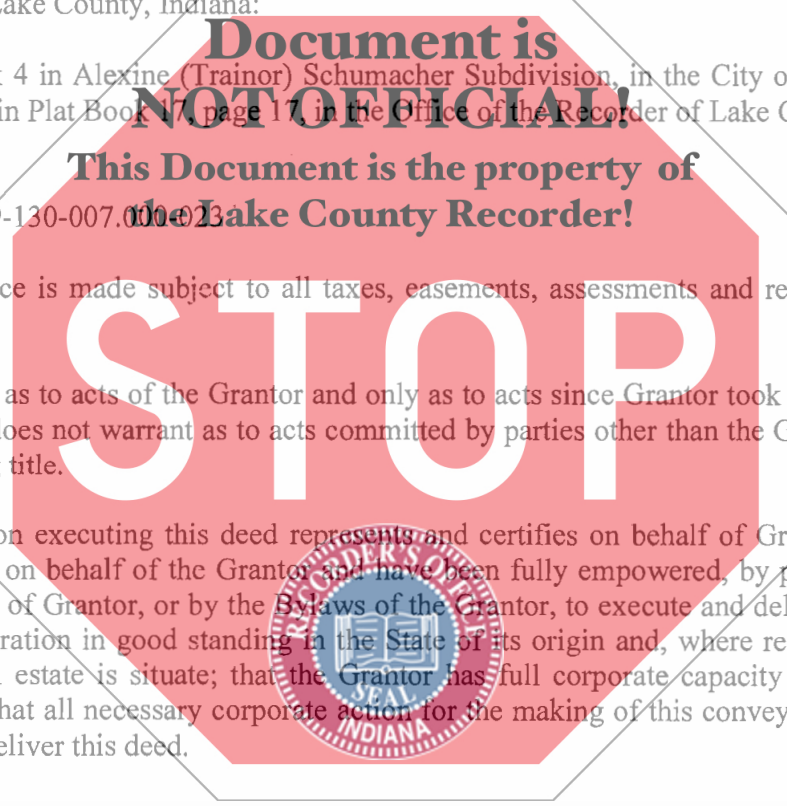 Lake County, Indiana:
Document is
4 in Alexine (Trainor) Schumacher Subdivision, in the City o
NOT OFFICIAL!
in Plat Book 17, page 17, in the Office of the Recorder of Lake C
This Document is the property of
the Lake County Recorder!
-130-007.000-023
ce is made subject to all taxes, easements, assessments and re
STOP
as to acts of the Grantor and only as to acts since Grantor took
does not warrant as to acts committed by parties other than the G
title.
on executing this deed represents and certifies on behalf of Gr
on behalf of the Grantor and have been fully empowered, by p
of Grantor, or by the Bylaws of the Grantor, to execute and del
ration in good standing in the State of its origin and, where re
estate is situate; that the Grantor has full corporate capacity
hat all necessary corporate action for the making of this convey
eliver this deed.
RECORDER'S OFFICE
SEAL
INDIANA